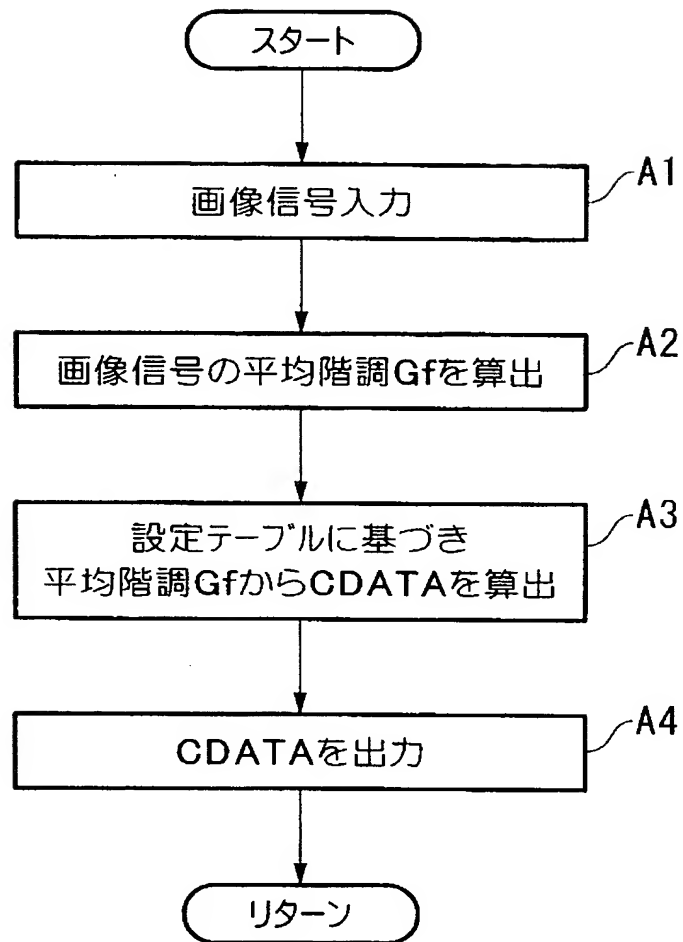 スタート
画像信号入力
A1
画像信号の平均階調Gfを算出
A2
設定テーブルに基づき
平均階調GfからCDATAを算出
A3
CDATAを出力
A4
リターン